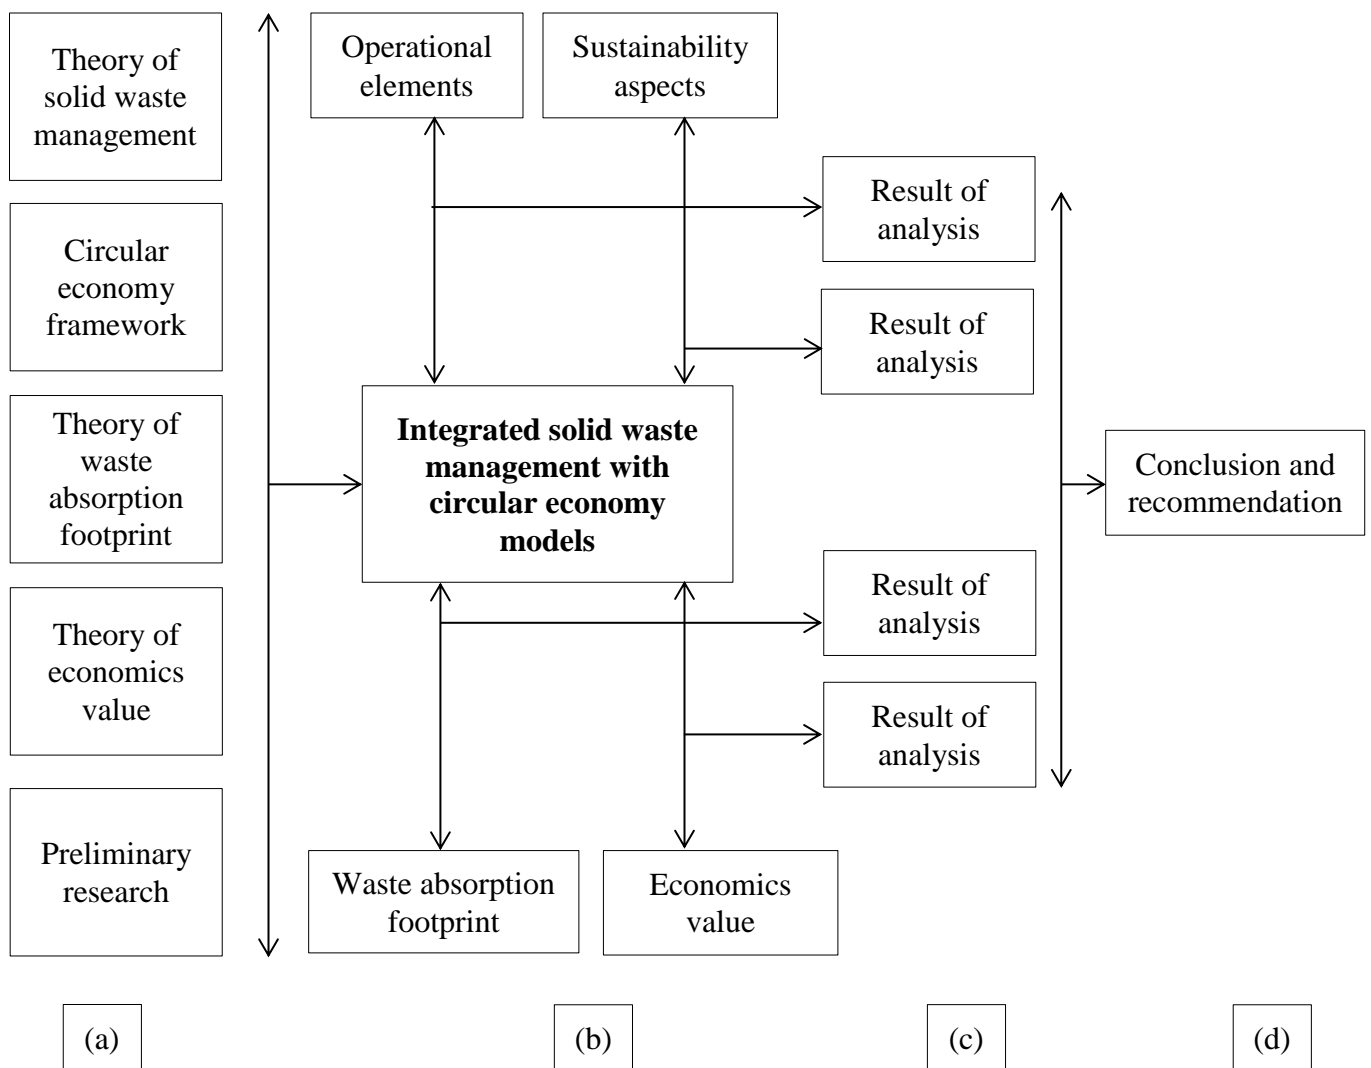 Theory of
solid waste
management
Circular
economy
framework
Theory of
waste
absorption
footprint
Theory of
economics
value
Preliminary
research
Operational
elements
Sustainability
aspects
Integrated solid waste
management with
circular economy
models
Waste absorption
footprint
Economics
value
Result of
analysis
Result of
analysis
Result of
analysis
Result of
analysis
Conclusion and
recommendation
(a)
(b)
(c)
(d)